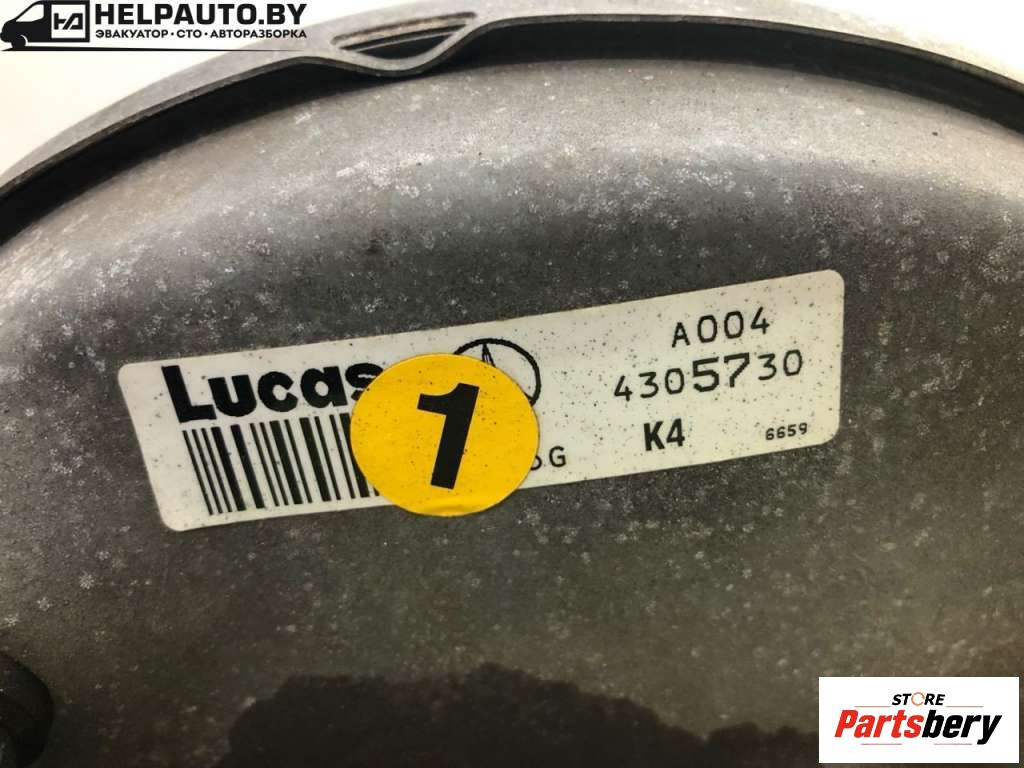 HELPAUTO.BY
ЭВАКУАТОР • СТО • АВТОРАЗБОРКА
Lucas
A004
4305730
1
G
K4
6659
STORE
Partsbery